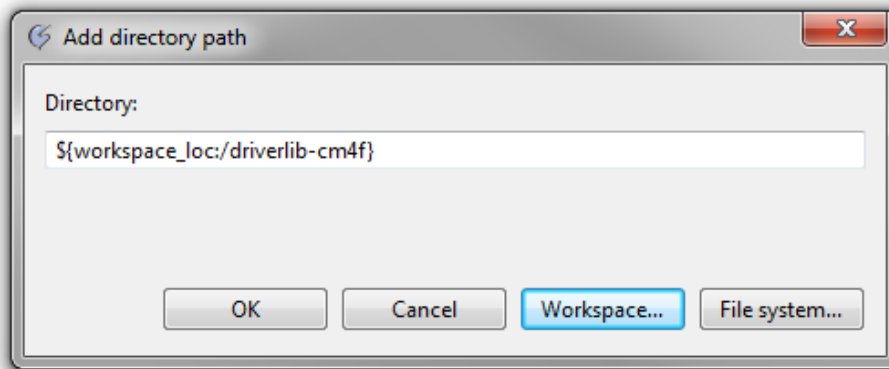 Add directory path
Directory:
${workspace_loc:/driverlib-cm4f}
OK Cancel Workspace... File system...